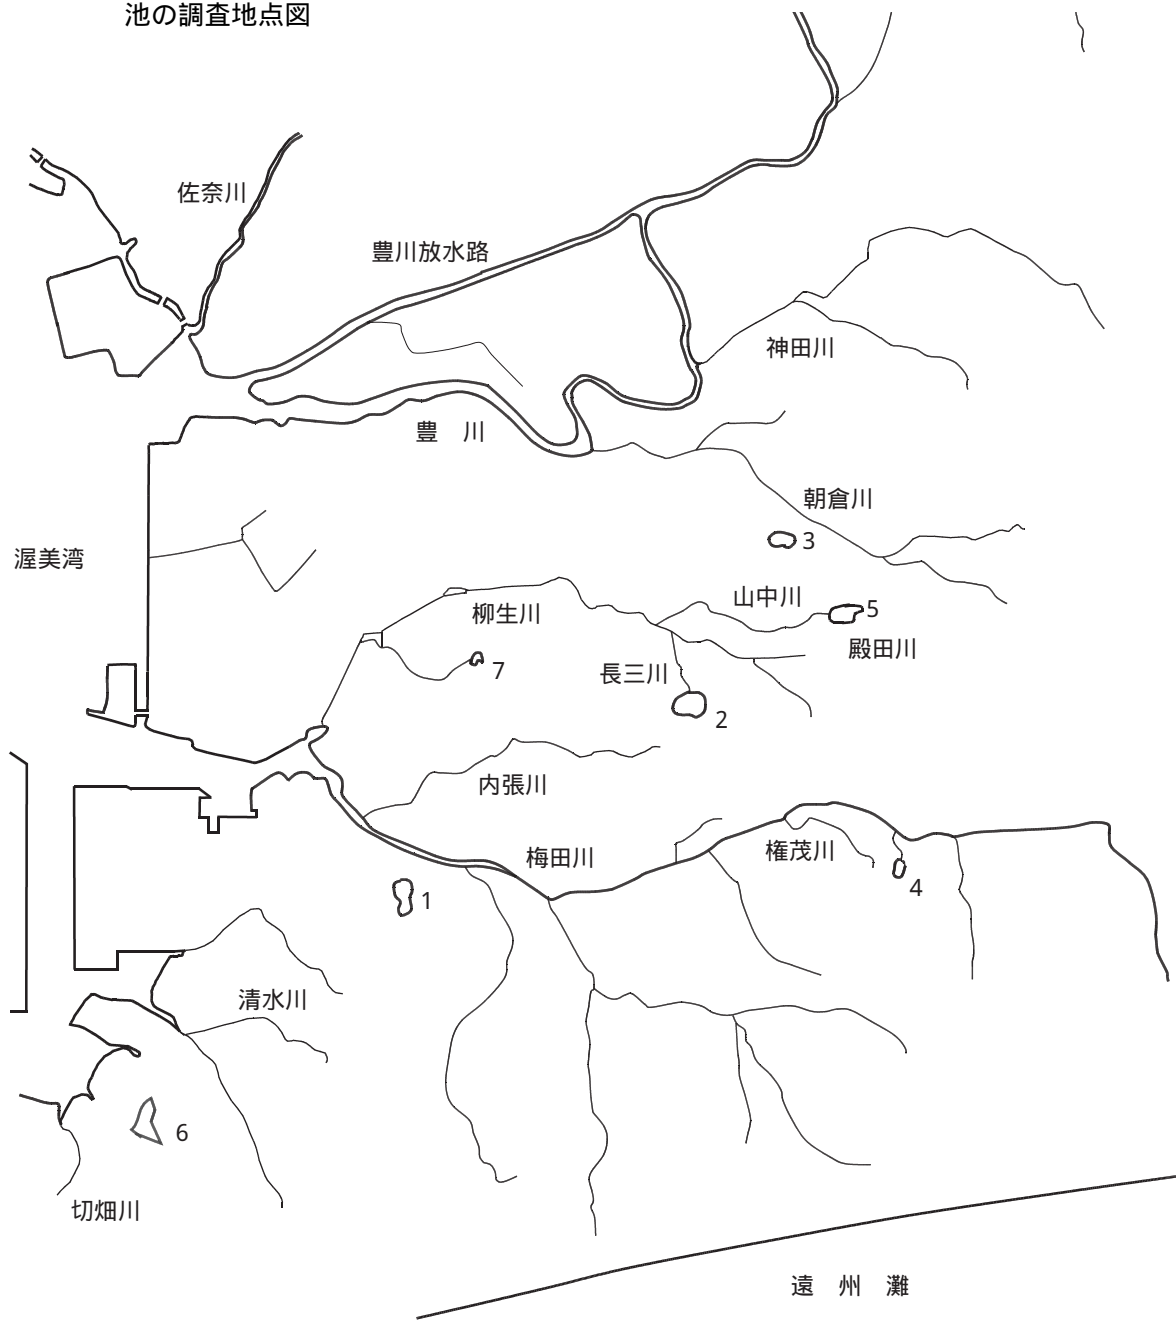 池の調査地点図
佐奈川
豊川放水路
神田川
豊 川
朝倉川
3
渥美湾
山中川
5
柳生川
殿田川
7
長三川
2
内張川
梅田川
権茂川
4
1
清水川
6
切畑川
遠 州 灘